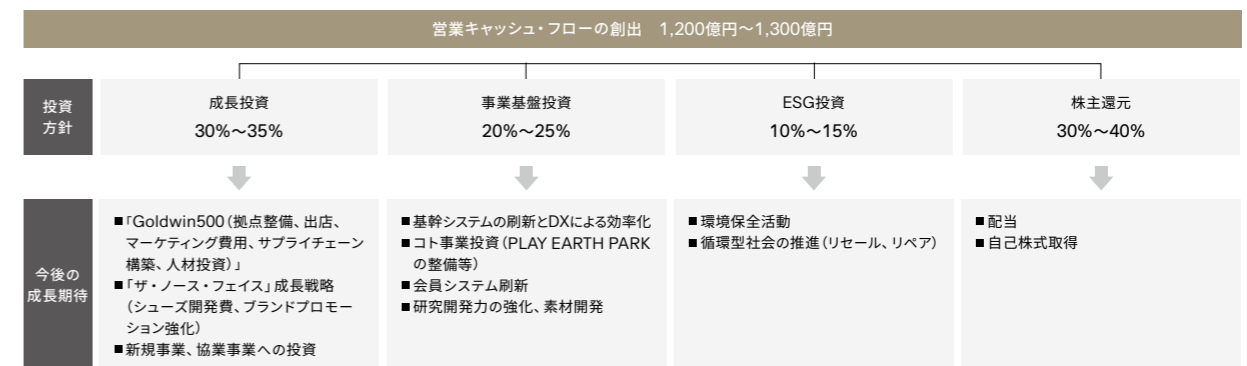 営業キャッシュ・フローの創出　1,200億円～1,300億円
投資
方針
成長投資
30%～35%
事業基盤投資
20%～25%
ESG投資
10%～15%
株主還元
30%～40%
今後の
成長期待
■「Goldwin500（拠点整備、出店、
マーケティング費用、サプライチェーン
構築、人材投資）」
■「ザ・ノース・フェイス」成長戦略
（シューズ開発費、ブランドプロモー
ション強化）
■新規事業、協業事業への投資
■基幹システムの刷新とDXによる効率化
■コト事業投資（PLAY EARTH PARK
の整備等）
■会員システム刷新
■研究開発力の強化、素材開発
■環境保全活動
■循環型社会の推進（リセール、リペア）
■配当
■自己株式取得